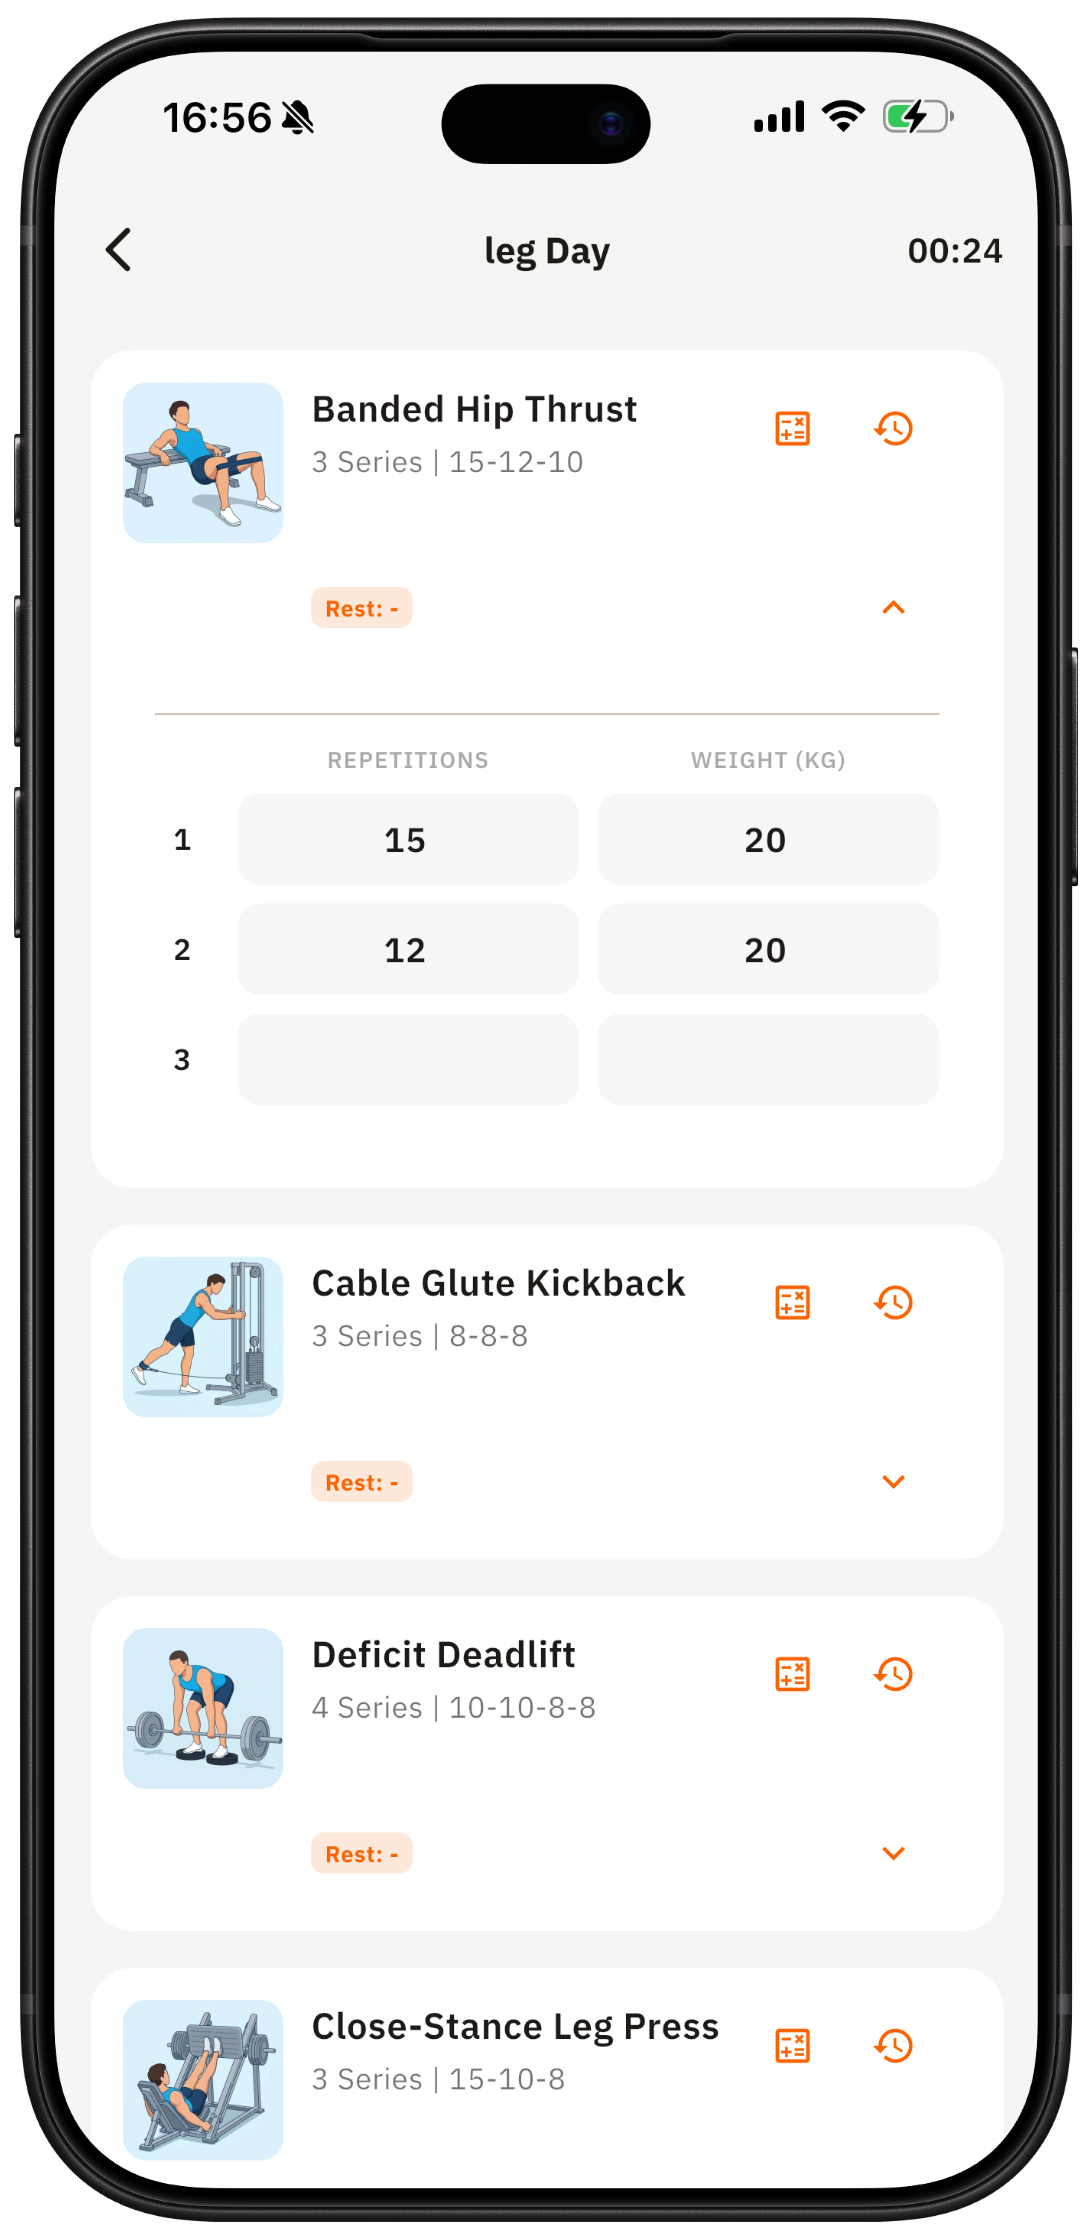 16:56
leg Day
00:24
Banded Hip Thrust
3 Series | 15-12-10
Rest: -
REPETITIONS WEIGHT (KG)
1 15 20
2 12 20
3
Cable Glute Kickback
3 Series | 8-8-8
Rest: -
Deficit Deadlift
4 Series | 10-10-8-8
Rest: -
Close-Stance Leg Press
3 Series | 15-10-8